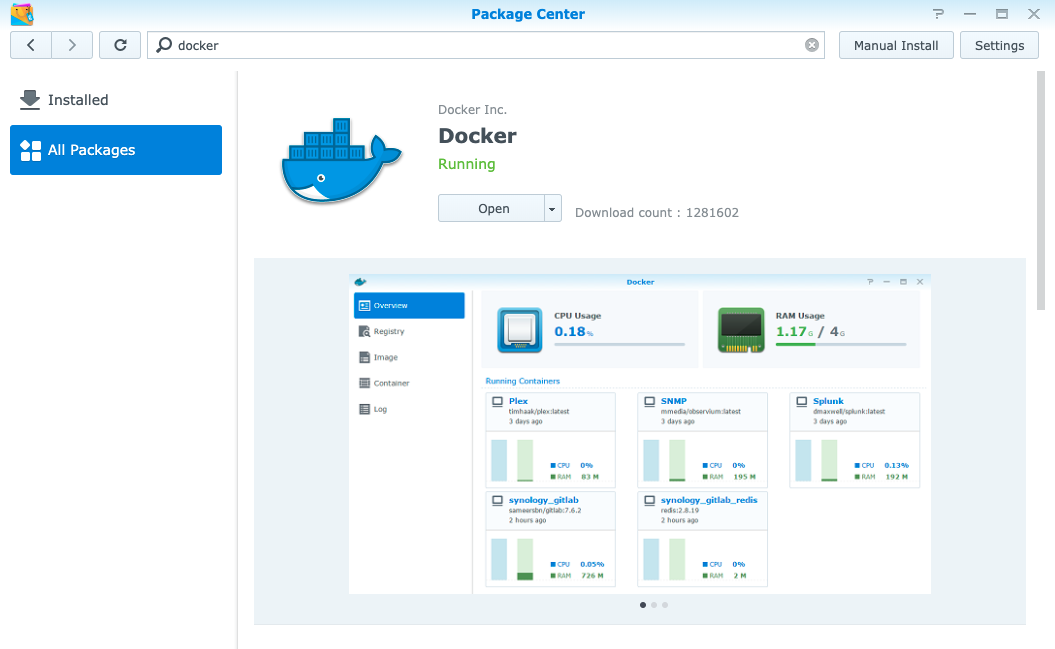 Package Center
docker
Manual Install
Settings
Installed
All Packages
Docker Inc.
Docker
Running
Open
Download count : 1281602
Docker
Overview
Registry
Image
Container
Log
CPU Usage
0.18 %
RAM Usage
1.17 G / 4 G
Running Containers
Plex
timhaak/plex:latest
3 days ago
CPU 0%
RAM 83 M
SNMP
mmedia/observium:latest
3 days ago
CPU 0%
RAM 195 M
Splunk
dmaxwell/splunk:latest
3 days ago
CPU 0.13%
RAM 192 M
synology_gitlab
sameersbn/gitlab:7.6.2
2 hours ago
CPU 0.05%
RAM 726 M
synology_gitlab_redis
redis:2.8.19
2 hours ago
CPU 0%
RAM 2 M